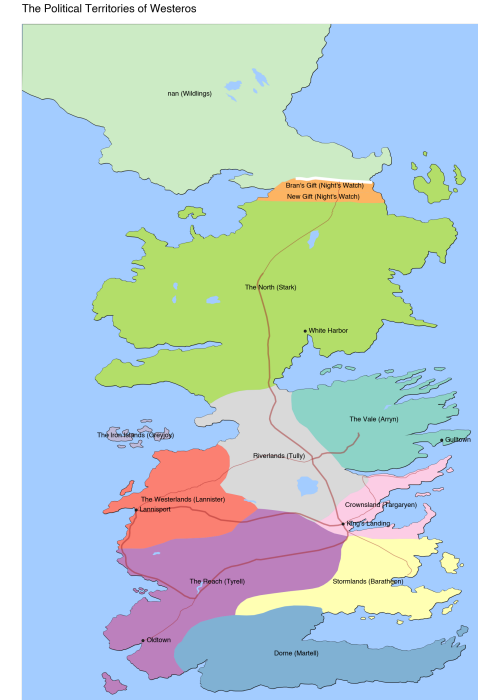 The Political Territories of Westeros
nan (Wildlings)
Bran's Gift (Night's Watch)
New Gift (Night's Watch)
The North (Stark)
White Harbor
The Vale (Arryn)
The Iron Islands (Greyjoy)
Gulltown
Riverlands (Tully)
The Westerlands (Lannister)
Crownsland (Targaryen)
Lannisport
King's Landing
The Reach (Tyrell)
Stormlands (Baratheon)
Oldtown
Dorne (Martell)